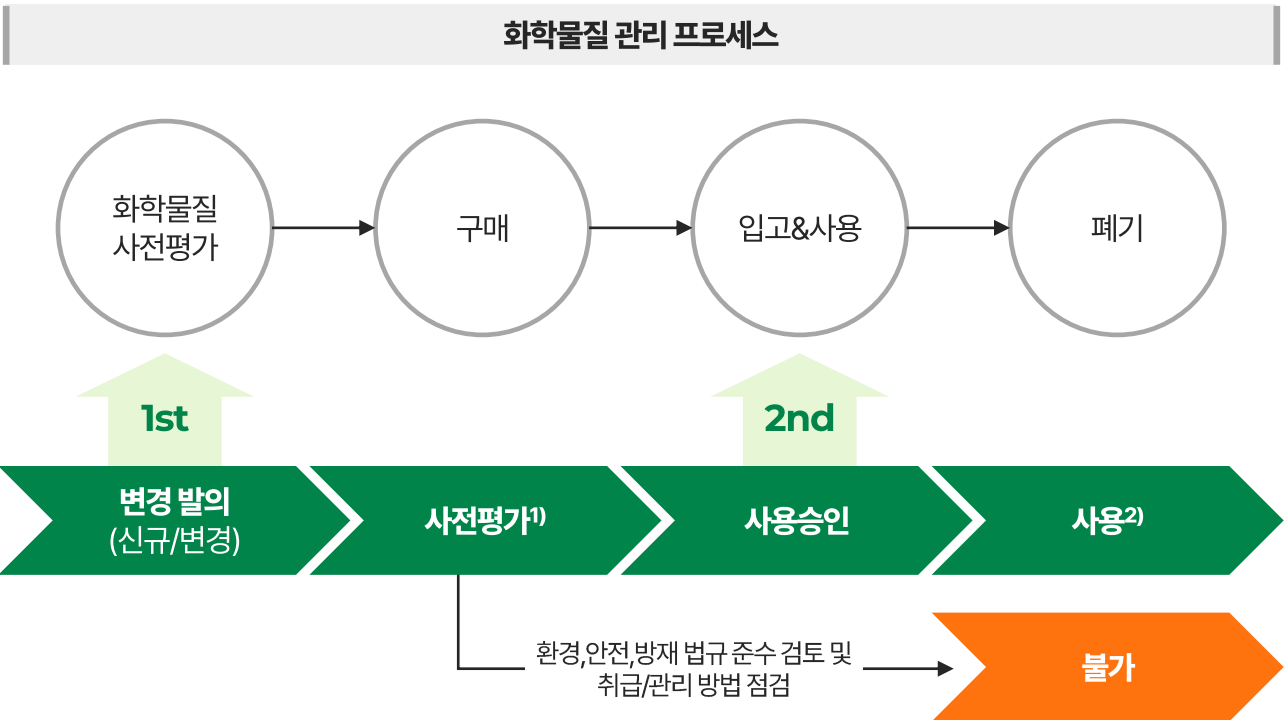 화학물질 관리 프로세스
화학물질
사전평가
구매
입고&사용
폐기
1st
2nd
변경 발의
(신규/변경)
사전평가1)
사용승인
사용2)
환경,안전,방재 법규 준수 검토 및
취급/관리 방법 점검
불가